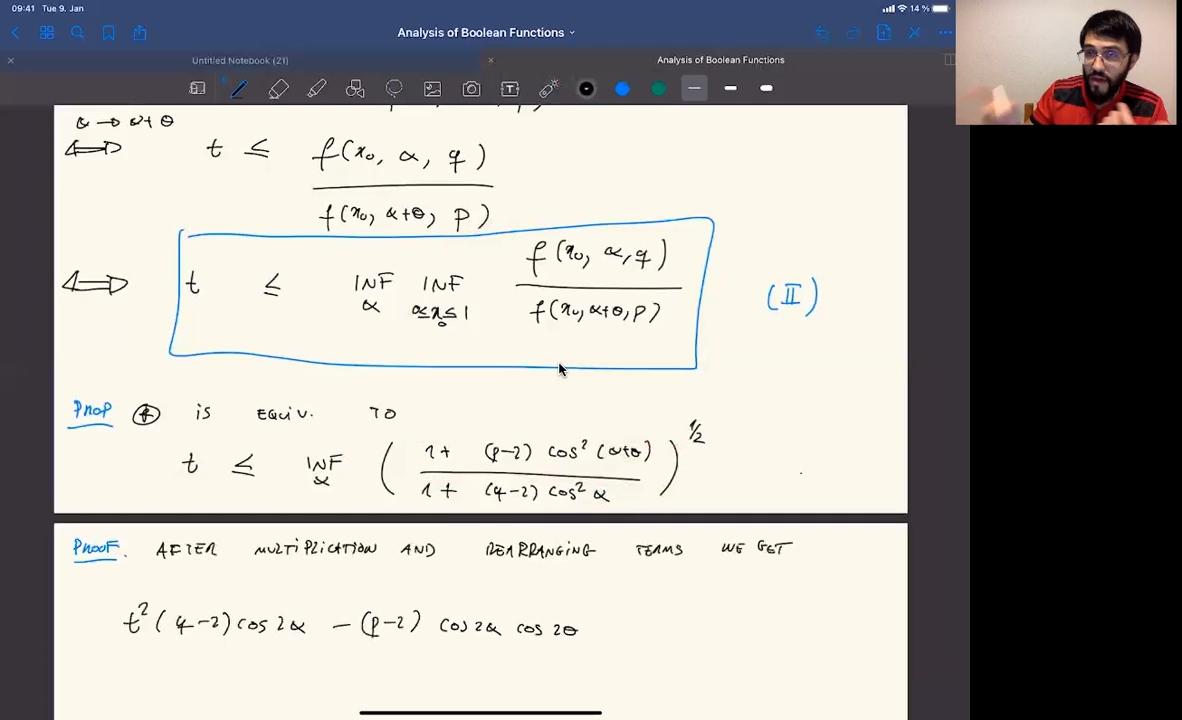 09:41 Tue 9. Jan
14 %
Analysis of Boolean Functions
Untitled Notebook (21)
Analysis of Boolean Functions
α → α+θ
⟺ t ≤ f(x₀, α, q) / f(x₀, α+θ, p)
⟺ t ≤ INF α INF 0≤x₀≤1 f(x₀, α, q) / f(x₀, α+θ, p) (II)
PROP is EQUIV. TO
t ≤ INF α ( 1+ (p-2) cos² (α+θ) / 1+ (q-2) cos² α )^1/2
PROOF. AFTER MULTIPLICATION AND REARRANGING TERMS WE GET
t² (q-2) cos 2α - (p-2) cos 2α cos 2θ